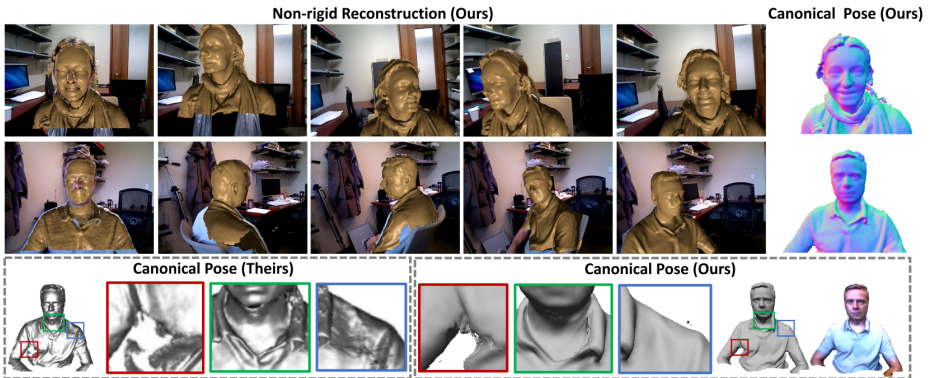 Non-rigid Reconstruction (Ours)
Canonical Pose (Ours)
Canonical Pose (Theirs)
Canonical Pose (Ours)